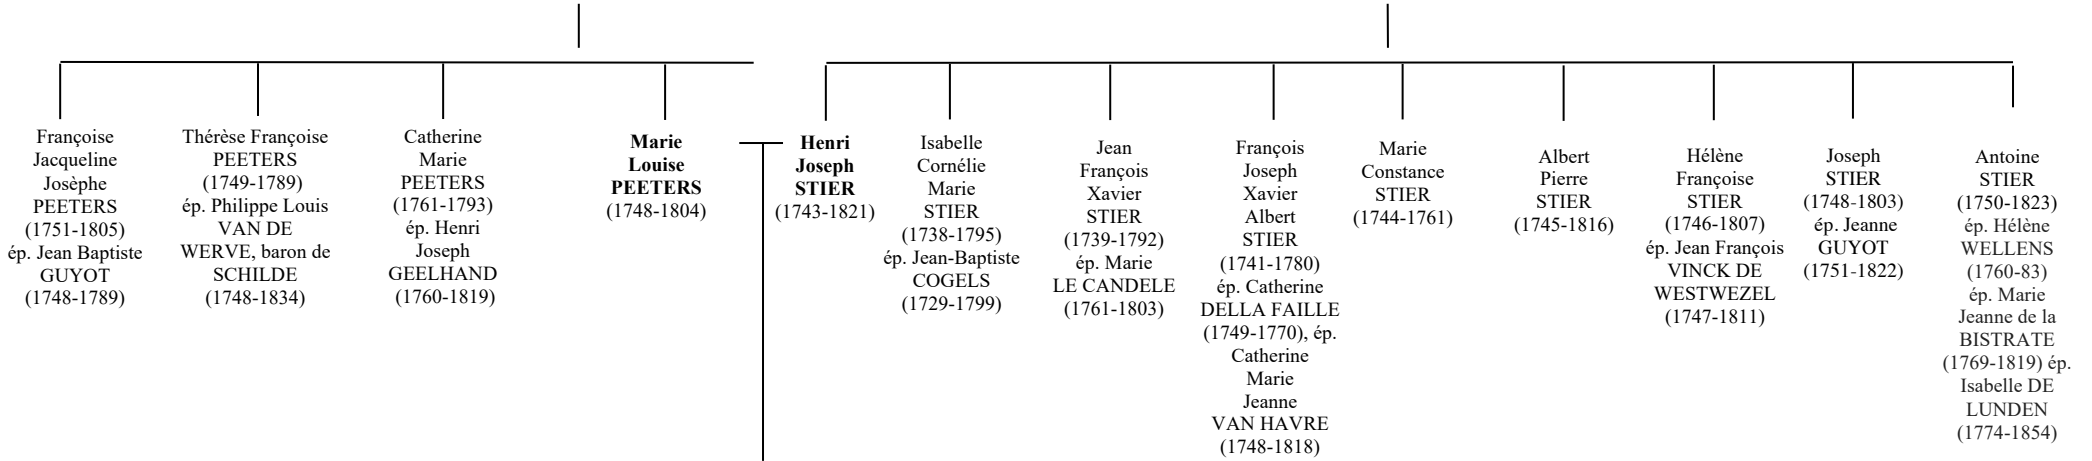 Françoise
Jacqueline
Josèphe
PEETERS
(1751-1805)
ép. Jean Baptiste
GUYOT
(1748-1789)
Thérèse Françoise
PEETERS
(1749-1789)
ép. Philippe Louis
VAN DE
WERVE, baron de
SCHILDE
(1748-1834)
Catherine
Marie
PEETERS
(1761-1793)
ép. Henri
Joseph
GEELHAND
(1760-1819)
Marie
Louise
PEETERS
(1748-1804)
Henri
Joseph
STIER
(1743-1821)
Isabelle
Cornélie
Marie
STIER
(1738-1795)
ép. Jean-Baptiste
COGELS
(1729-1799)
Jean
François
Xavier
STIER
(1739-1792)
ép. Marie
LE CANDELE
(1761-1803)
François
Joseph
Xavier
Albert
STIER
(1741-1780)
ép. Catherine
DELLA FAILLE
(1749-1770), ép.
Catherine
Marie
Jeanne
VAN HAVRE
(1748-1818)
Marie
Constance
STIER
(1744-1761)
Albert
Pierre
STIER
(1745-1816)
Hélène
Françoise
STIER
(1746-1807)
ép. Jean François
VINCK DE
WESTWEZEL
(1747-1811)
Joseph
STIER
(1748-1803)
ép. Jeanne
GUYOT
(1751-1822)
Antoine
STIER
(1750-1823)
ép. Hélène
WELLENS
(1760-83)
ép. Marie
Jeanne de la
BISTRATE
(1769-1819) ép.
Isabelle DE
LUNDEN
(1774-1854)